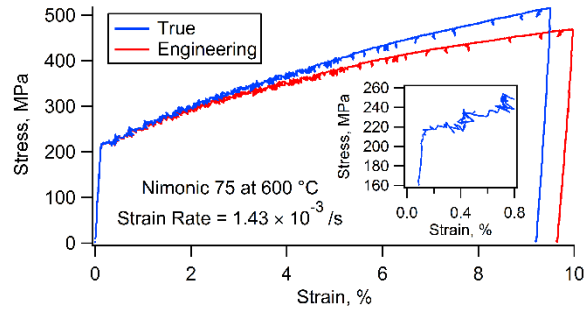 True
Engineering
Stress, MPa
500
400
300
200
100
0
Nimonic 75 at 600 °C
Strain Rate = 1.43 × 10⁻³ /s
0
2
4
6
8
10
Strain, %
Stress, MPa
260
240
220
200
180
160
0.0
0.4
0.8
Strain, %